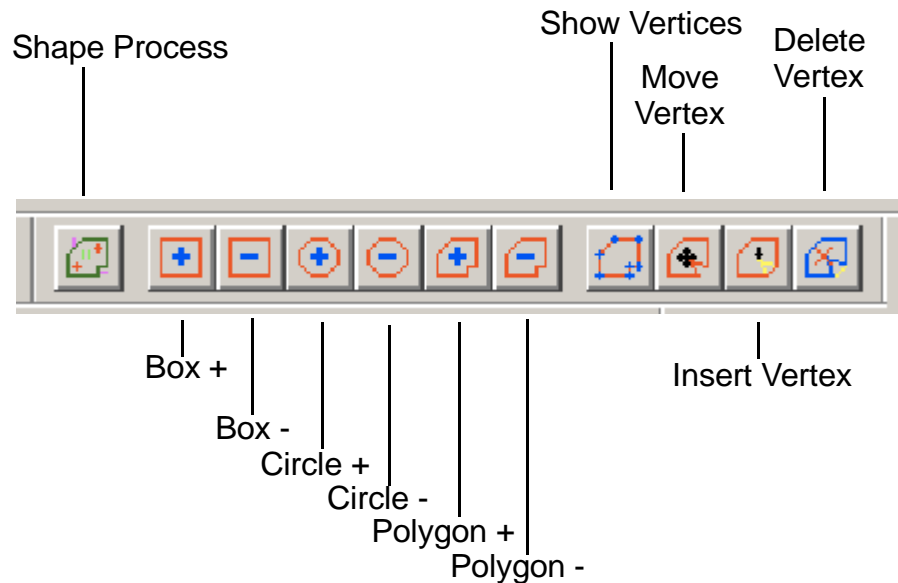 Show Vertices
Shape Process
Delete
Vertex
Move
Vertex
Box +
Insert Vertex
Box -
Circle +
Circle -
Polygon +
Polygon -